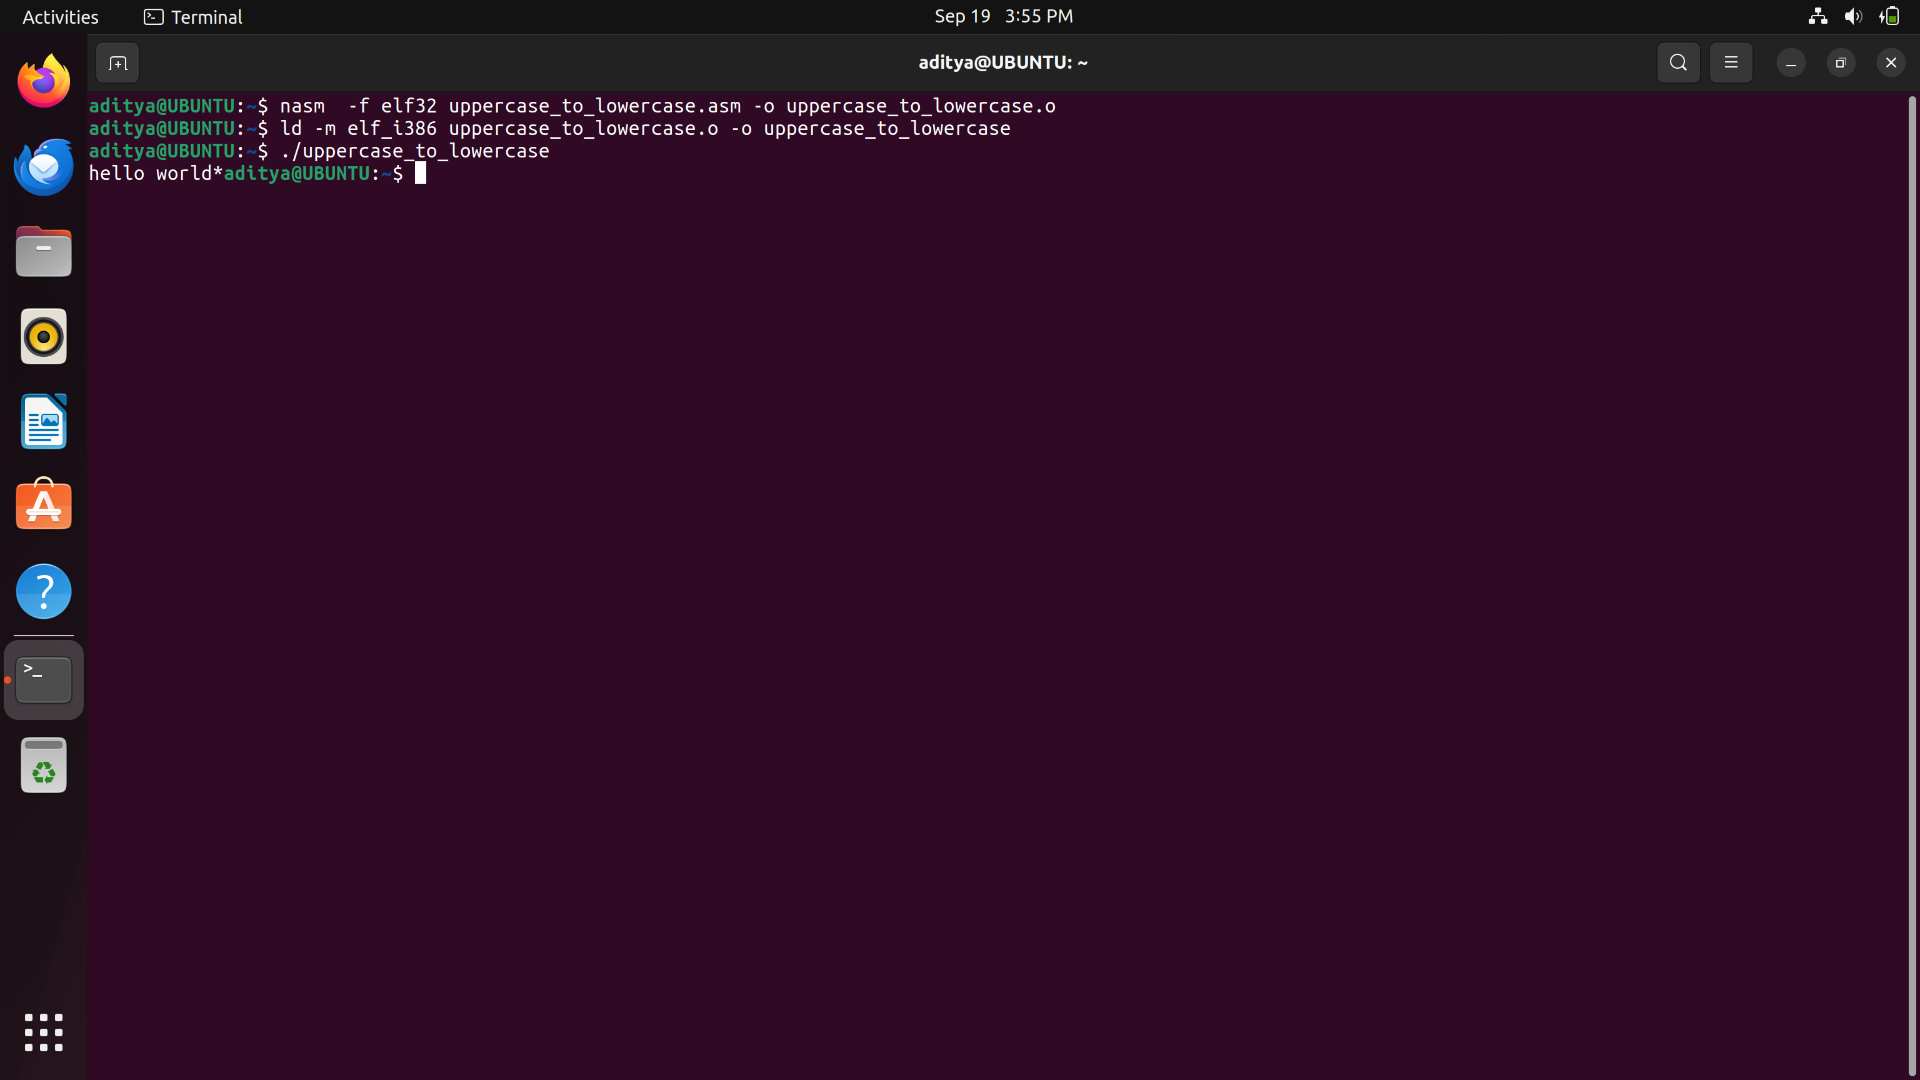 Activities Terminal Sep 19 3:55 PM
aditya@UBUNTU: ~
aditya@UBUNTU:~$ nasm  -f elf32 uppercase_to_lowercase.asm -o uppercase_to_lowercase.o
aditya@UBUNTU:~$ ld -m elf_i386 uppercase_to_lowercase.o -o uppercase_to_lowercase
aditya@UBUNTU:~$ ./uppercase_to_lowercase
hello world*aditya@UBUNTU:~$